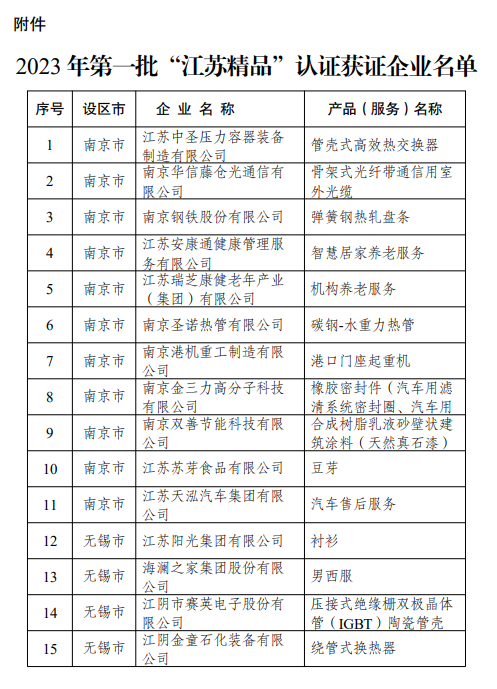 附件
2023 年第一批“江苏精品”认证获证企业名单
序号 设区市 企 业 名 称 产品（服务）名称
1 南京市 江苏中圣压力容器装备 管壳式高效热交换器
制造有限公司
2 南京市 南京华信藤仓光通信有 骨架式光纤带通信用室
限公司 外光缆
3 南京市 南京钢铁股份有限公司 弹簧钢热轧盘条
4 南京市 江苏安康通健康管理服 智慧居家养老服务
务有限公司
5 南京市 江苏瑞芝康健老年产业 机构养老服务
（集团）有限公司
6 南京市 南京圣诺热管有限公司 碳钢-水重力热管
7 南京市 南京港机重工制造有限 港口门座起重机
公司
8 南京市 南京金三力高分子科技 橡胶密封件（汽车用滤
有限公司 清系统密封圈、汽车用
9 南京市 南京双善节能科技有限 合成树脂乳液砂壁状建
公司 筑涂料（天然真石漆）
10 南京市 江苏苏芽食品有限公司 豆芽
11 南京市 江苏天泓汽车集团有限 汽车售后服务
公司
12 无锡市 江苏阳光集团有限公司 衬衫
13 无锡市 海澜之家集团股份有限 男西服
公司
14 无锡市 江阴市赛英电子股份有 压接式绝缘栅双极晶体
限公司 管（IGBT）陶瓷管壳
15 无锡市 江阴金童石化装备有限 绕管式换热器
公司